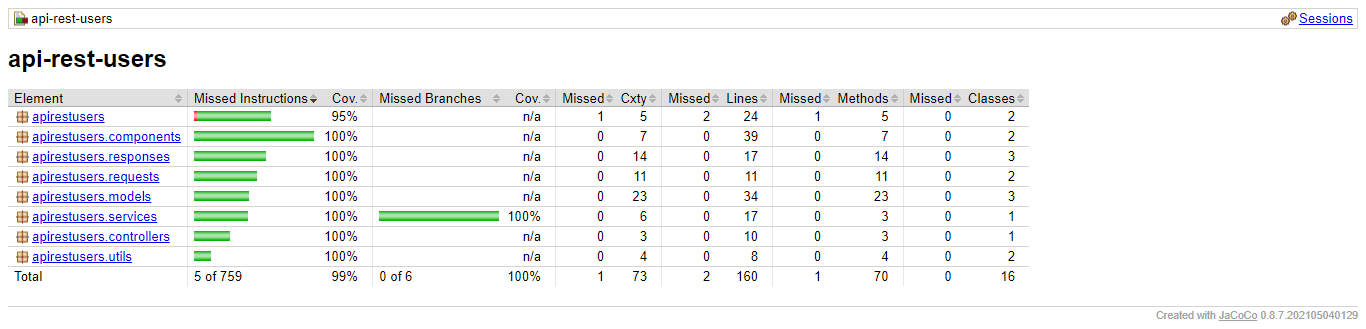 api-rest-users Sessions
api-rest-users
Element Missed Instructions Cov. Missed Branches Cov. Missed Cxty Missed Lines Missed Methods Missed Classes
apirestusers 95% n/a 1 5 2 24 1 5 0 2
apirestusers.components 100% n/a 0 7 0 39 0 7 0 2
apirestusers.responses 100% n/a 0 14 0 17 0 14 0 3
apirestusers.requests 100% n/a 0 11 0 11 0 11 0 2
apirestusers.models 100% n/a 0 23 0 34 0 23 0 3
apirestusers.services 100% 100% 0 6 0 17 0 3 0 1
apirestusers.controllers 100% n/a 0 3 0 10 0 3 0 1
apirestusers.utils 100% n/a 0 4 0 8 0 4 0 2
Total 5 of 759 99% 0 of 6 100% 1 73 2 160 1 70 0 16
Created with JaCoCo 0.8.7.202105040129